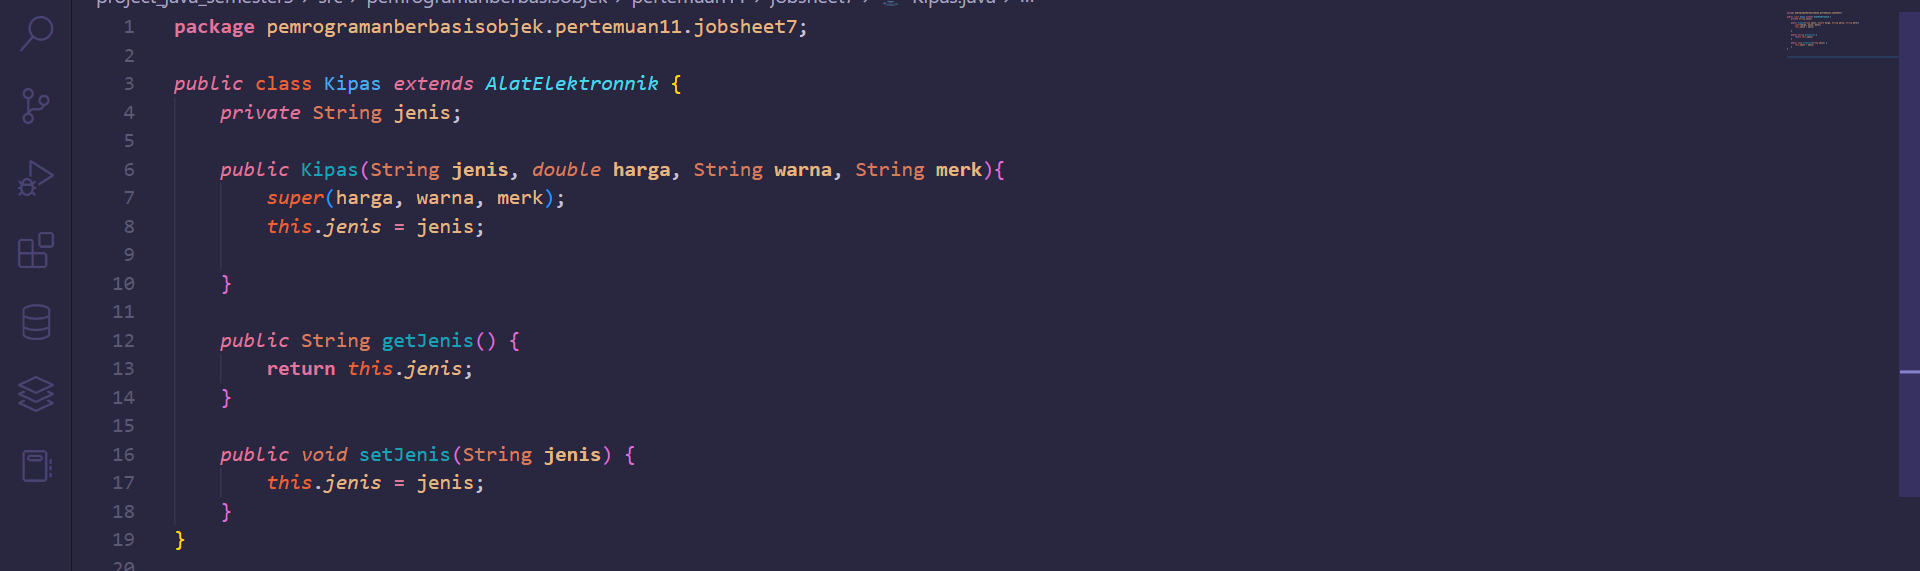 project_java_semester3 > src > pemrogramanberbasisobjek > pertemuan11 > jobsheet7 > Kipas.java > ...
1 package pemrogramanberbasisobjek.pertemuan11.jobsheet7;
2
3 public class Kipas extends AlatElektronnik {
4 private String jenis;
5
6 public Kipas(String jenis, double harga, String warna, String merk){
7 super(harga, warna, merk);
8 this.jenis = jenis;
9
10 }
11
12 public String getJenis() {
13 return this.jenis;
14 }
15
16 public void setJenis(String jenis) {
17 this.jenis = jenis;
18 }
19 }
20